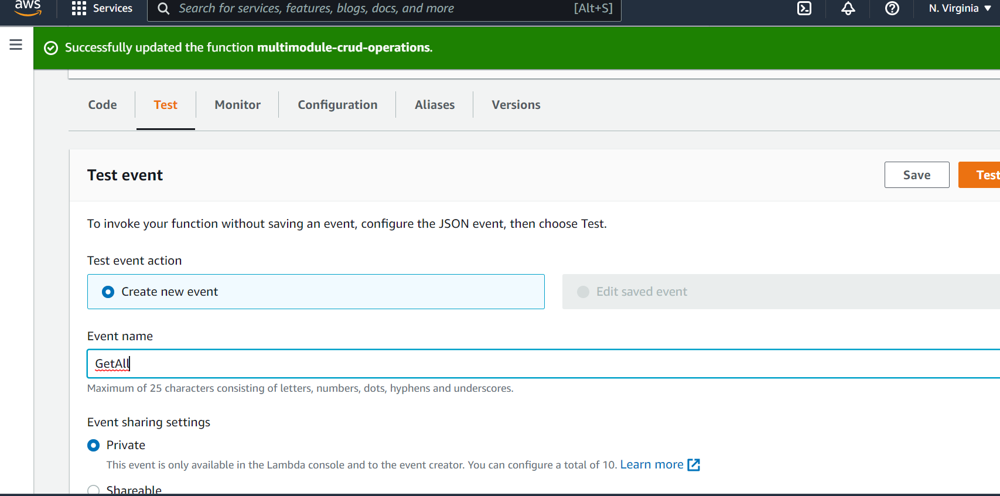 aws Services Search for services, features, blogs, docs, and more [Alt+S] N. Virginia
Successfully updated the function multimodule-crud-operations.
Code Test Monitor Configuration Aliases Versions
Test event Save Test
To invoke your function without saving an event, configure the JSON event, then choose Test.
Test event action
Create new event Edit saved event
Event name
GetAll
Maximum of 25 characters consisting of letters, numbers, dots, hyphens and underscores.
Event sharing settings
Private
This event is only available in the Lambda console and to the event creator. You can configure a total of 10. Learn more
Shareable